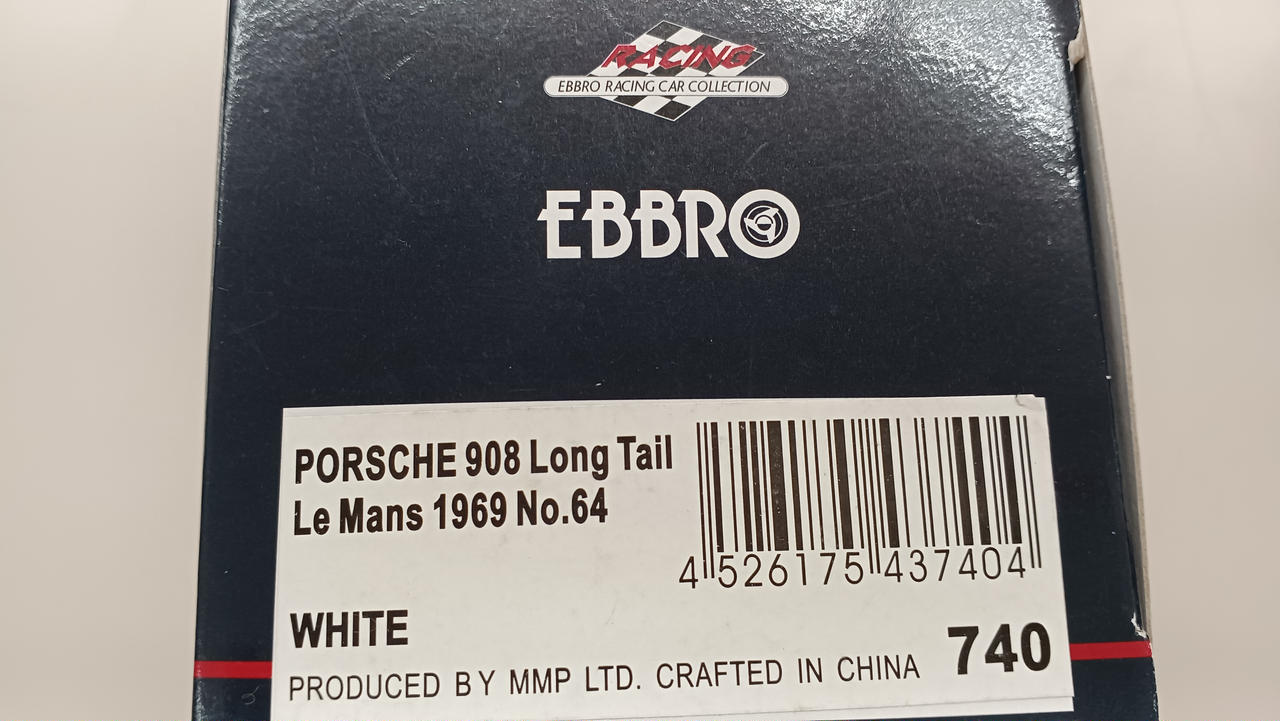 RACING
EBBRO RACING CAR COLLECTION
EBBRO
PORSCHE 908 Long Tail
Le Mans 1969 No.64
4 526175 437404
WHITE
740
PRODUCED BY MMP LTD. CRAFTED IN CHINA